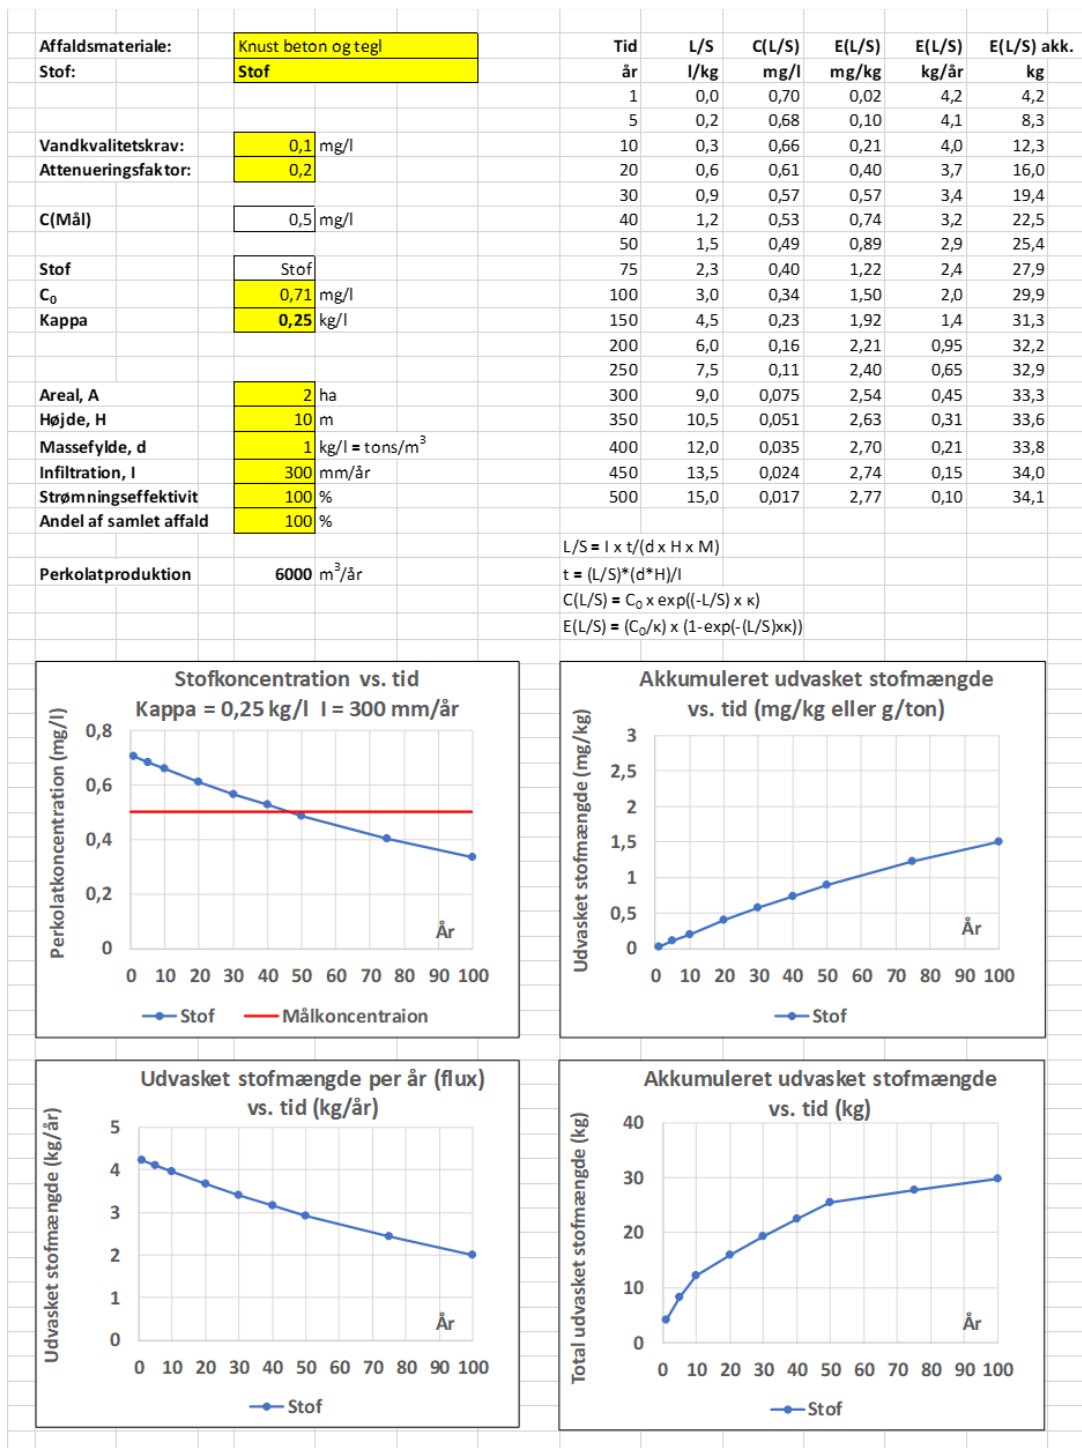 Affaldsmateriale: Knust beton og tegl
Stof: Stof
Vandkvalitetskrav: 0,1 mg/l
Attenueringsfaktor: 0,2
C(Mål) 0,5 mg/l
Stof Stof
C₀ 0,71 mg/l
Kappa 0,25 kg/l
Areal, A 2 ha
Højde, H 10 m
Massefylde, d 1 kg/l = tons/m³
Infiltration, I 300 mm/år
Strømningseffektivit 100 %
Andel af samlet affald 100 %
Perkolatproduktion 6000 m³/år
Tid L/S C(L/S) E(L/S) E(L/S) E(L/S) akk.
år l/kg mg/l mg/kg kg/år kg
1 0,0 0,70 0,02 4,2 4,2
5 0,2 0,68 0,10 4,1 8,3
10 0,3 0,66 0,21 4,0 12,3
20 0,6 0,61 0,40 3,7 16,0
30 0,9 0,57 0,57 3,4 19,4
40 1,2 0,53 0,74 3,2 22,5
50 1,5 0,49 0,89 2,9 25,4
75 2,3 0,40 1,22 2,4 27,9
100 3,0 0,34 1,50 2,0 29,9
150 4,5 0,23 1,92 1,4 31,3
200 6,0 0,16 2,21 0,95 32,2
250 7,5 0,11 2,40 0,65 32,9
300 9,0 0,075 2,54 0,45 33,3
350 10,5 0,051 2,63 0,31 33,6
400 12,0 0,035 2,70 0,21 33,8
450 13,5 0,024 2,74 0,15 34,0
500 15,0 0,017 2,77 0,10 34,1
L/S = I x t/(d x H x M)
t = (L/S)*(d*H)/I
C(L/S) = C₀ x exp((-L/S) x κ)
E(L/S) = (C₀/κ) x (1-exp(-(L/S)xκ))
Stofkoncentration vs. tid
Kappa = 0,25 kg/l I = 300 mm/år
Perkolatkoncentration (mg/l)
0,8
0,6
0,4
0,2
0
År
0 10 20 30 40 50 60 70 80 90 100
Stof Målkoncentraion
Akkumuleret udvasket stofmængde
vs. tid (mg/kg eller g/ton)
Udvasket stofmængde (mg/kg)
3
2,5
2
1,5
1
0,5
0
År
0 10 20 30 40 50 60 70 80 90 100
Stof
Udvasket stofmængde per år (flux)
vs. tid (kg/år)
Udvasket stofmængde (kg/år)
5
4
3
2
1
0
År
0 10 20 30 40 50 60 70 80 90 100
Stof
Akkumuleret udvasket stofmængde
vs. tid (kg)
Total udvasket stofmængde (kg)
40
30
20
10
0
År
0 10 20 30 40 50 60 70 80 90 100
Stof